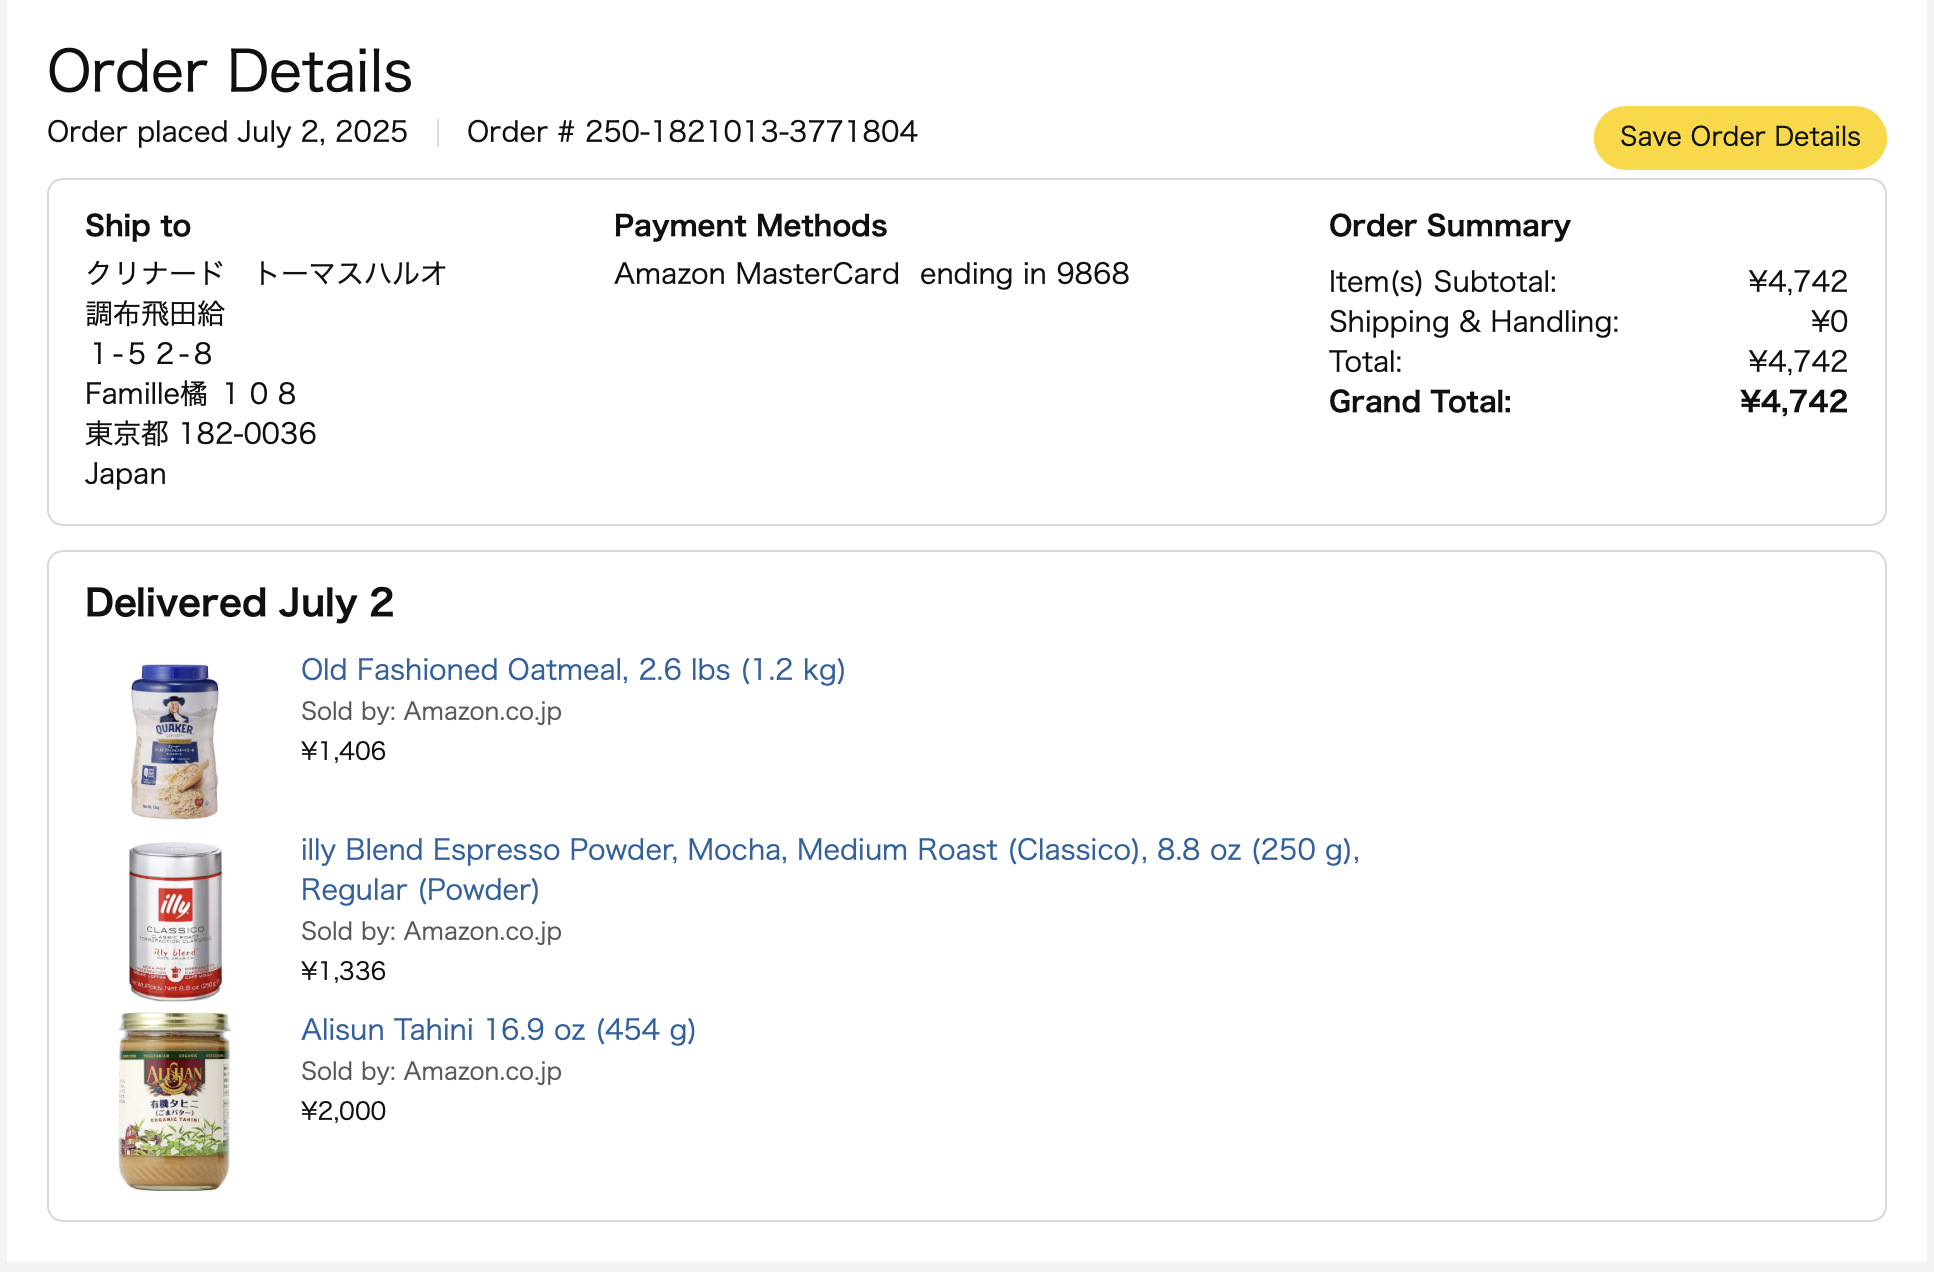 Order Details
Order placed July 2, 2025
Order # 250-1821013-3771804
Save Order Details
Ship to
クリナード　トーマスハルオ
調布飛田給
１-５２-８
Famille橘 １０８
東京都 182-0036
Japan
Payment Methods
Amazon MasterCard ending in 9868
Order Summary
Item(s) Subtotal: ¥4,742
Shipping & Handling: ¥0
Total: ¥4,742
Grand Total: ¥4,742
Delivered July 2
QUAKER
Old Fashioned Oatmeal, 2.6 lbs (1.2 kg)
Sold by: Amazon.co.jp
¥1,406
illy
CLASSICO
illy blend
illy Blend Espresso Powder, Mocha, Medium Roast (Classico), 8.8 oz (250 g),
Regular (Powder)
Sold by: Amazon.co.jp
¥1,336
ALISHAN
有機タヒニ
(ごまバター)
ORGANIC TAHINI
Alisun Tahini 16.9 oz (454 g)
Sold by: Amazon.co.jp
¥2,000